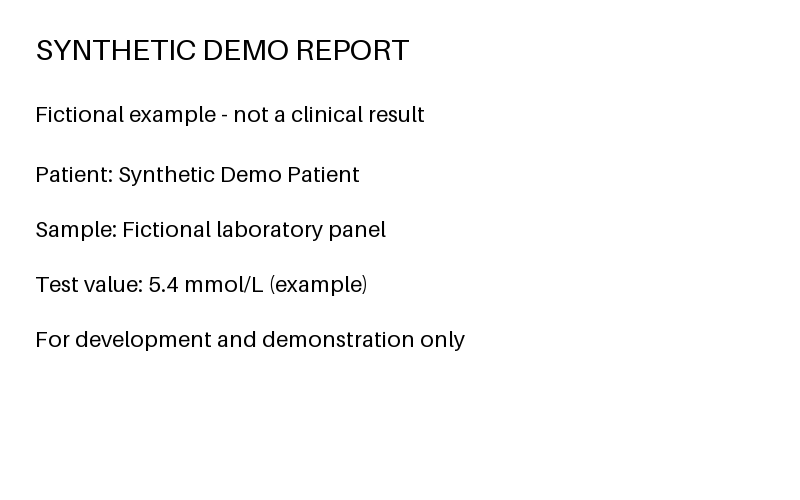 SYNTHETIC DEMO REPORT
Fictional example - not a clinical result
Patient: Synthetic Demo Patient
Sample: Fictional laboratory panel
Test value: 5.4 mmol/L (example)
For development and demonstration only